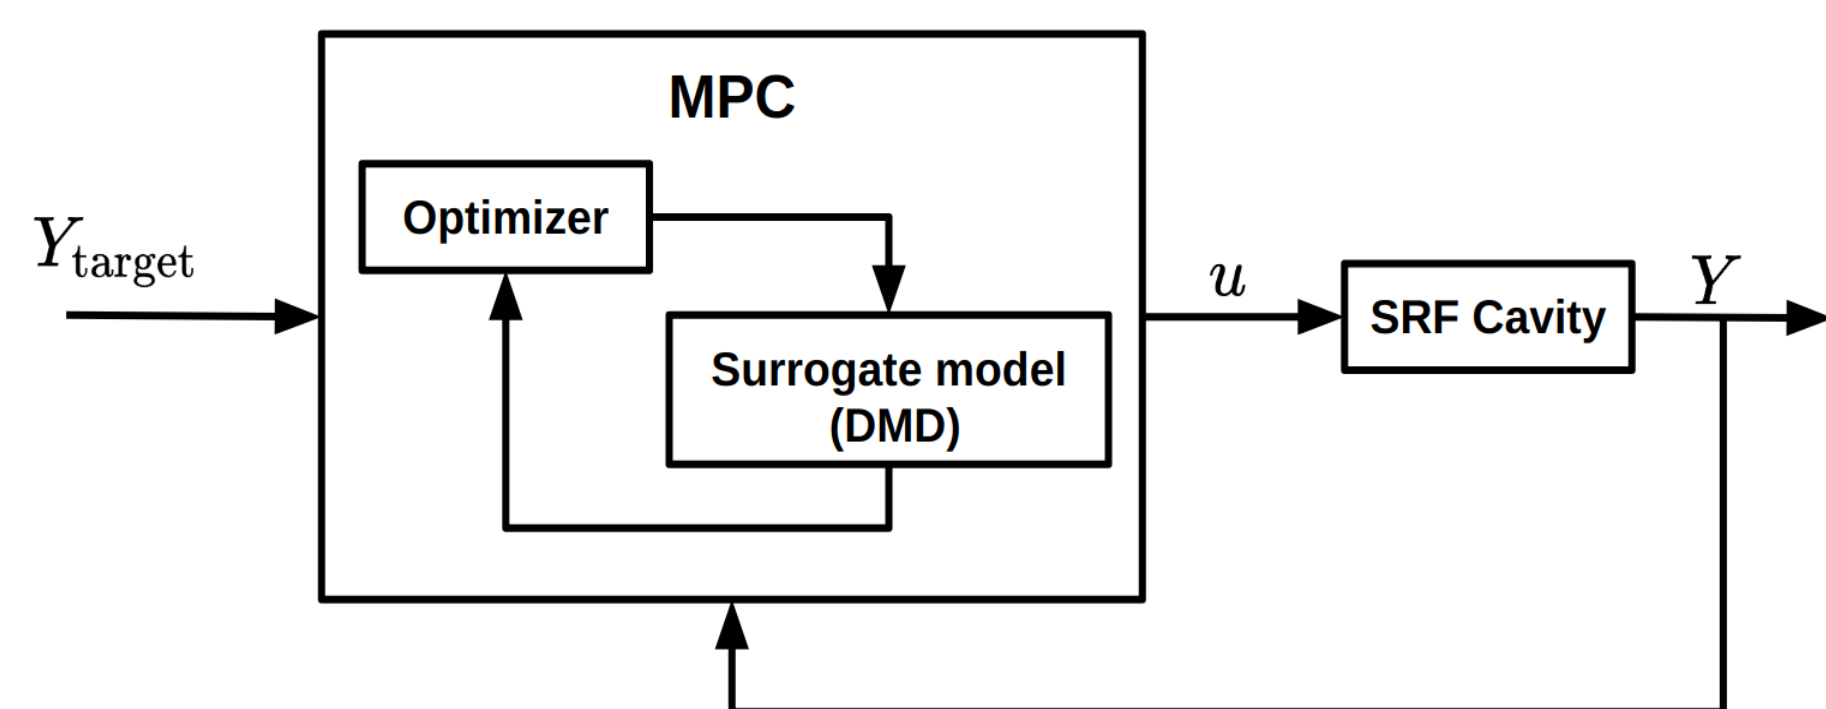 MPC
Optimizer
Y_target
u
Y
SRF Cavity
Surrogate model
(DMD)